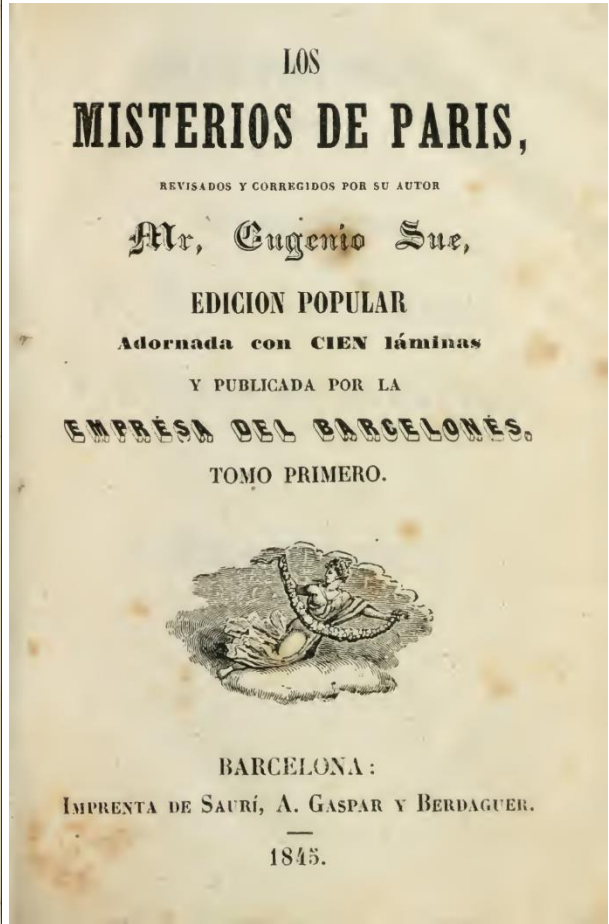 LOS
MISTERIOS DE PARIS,
REVISADOS Y CORREGIDOS POR SU AUTOR
Mr, Eugenio Sue,
EDICION POPULAR
Adornada con CIEN láminas
Y PUBLICADA POR LA
EMPRÉSA DEL BARCELONÉS.
TOMO PRIMERO.
BARCELONA:
IMPRENTA DE SAURÍ, A. GASPAR Y BERDAGUER.
1845.